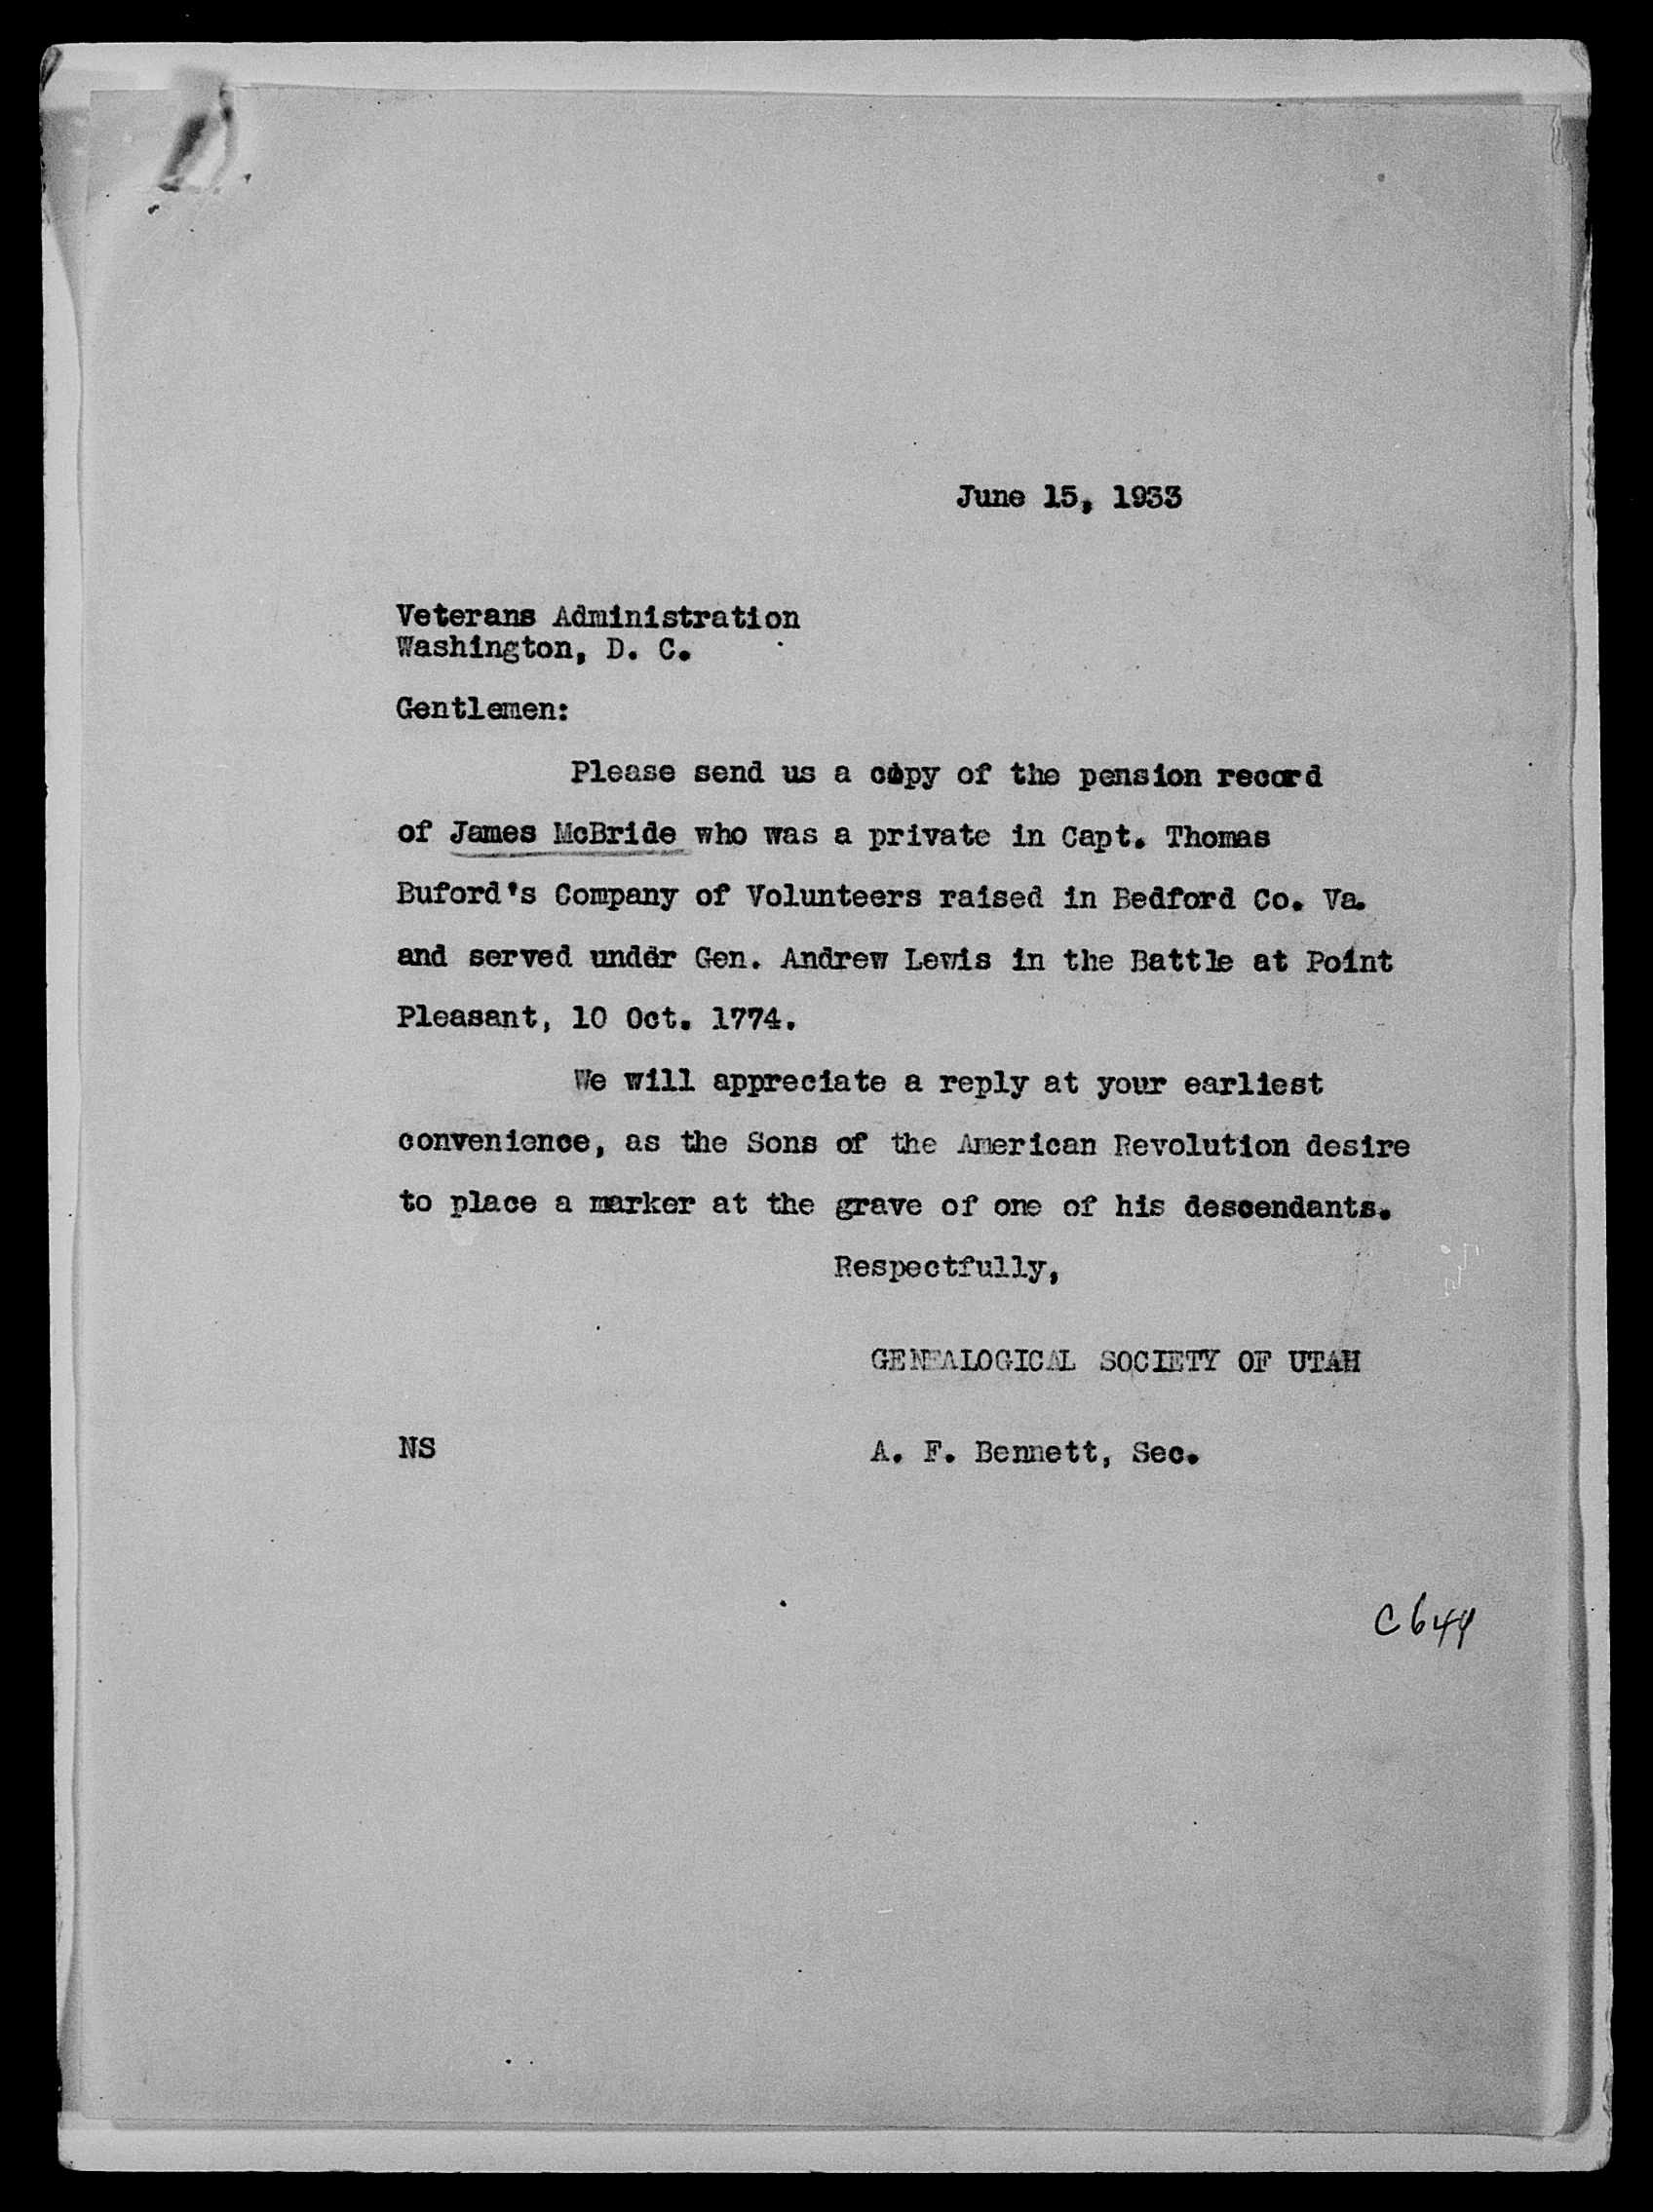 June 15, 1933
Veterans Administration
Washington, D. C.
Gentlemen:
Please send us a copy of the pension record
of James McBride who was a private in Capt. Thomas
Buford's Company of Volunteers raised in Bedford Co. Va.
and served under Gen. Andrew Lewis in the Battle at Point
Pleasant, 10 Oct. 1774.
We will appreciate a reply at your earliest
convenience, as the Sons of the American Revolution desire
to place a marker at the grave of one of his descendants.
Respectfully,
GENEALOGICAL SOCIETY OF UTAH
NS A. F. Bennett, Sec.